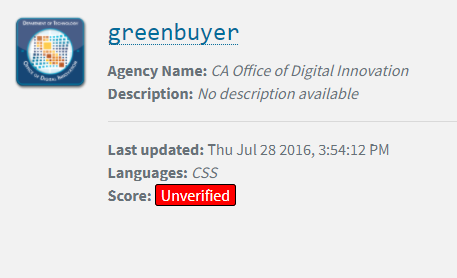 DEPARTMENT OF TECHNOLOGY
OFFICE OF DIGITAL INNOVATION
greenbuyer
Agency Name: CA Office of Digital Innovation
Description: No description available
Last updated: Thu Jul 28 2016, 3:54:12 PM
Languages: CSS
Score: Unverified